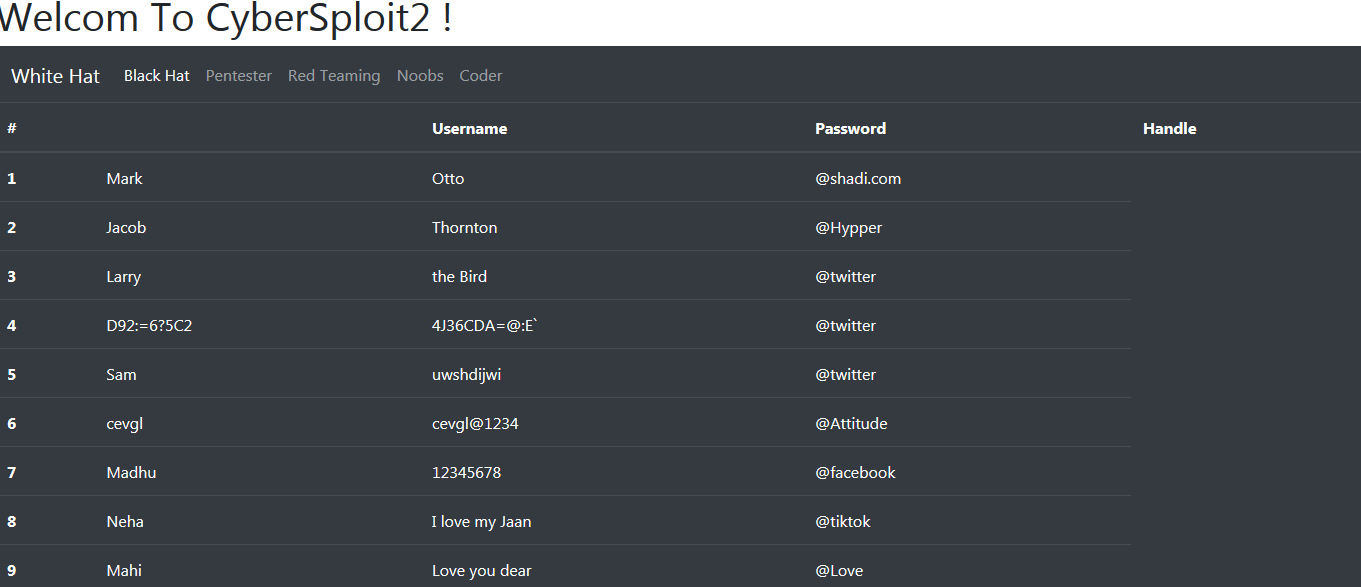 Welcom To CyberSploit2 !
White Hat Black Hat Pentester Red Teaming Noobs Coder
# Username Password Handle
1 Mark Otto @shadi.com
2 Jacob Thornton @Hypper
3 Larry the Bird @twitter
4 D92:=6?5C2 4J36CDA=@:E` @twitter
5 Sam uwshdijwi @twitter
6 cevgl cevgl@1234 @Attitude
7 Madhu 12345678 @facebook
8 Neha I love my Jaan @tiktok
9 Mahi Love you dear @Love